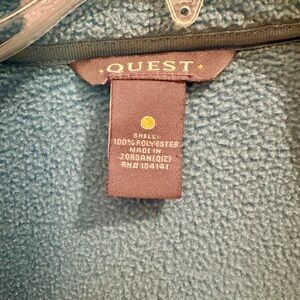 QUEST
SHELL:
100% POLYESTER
MADE IN
JORDAN(QIZ)
RN# 104141